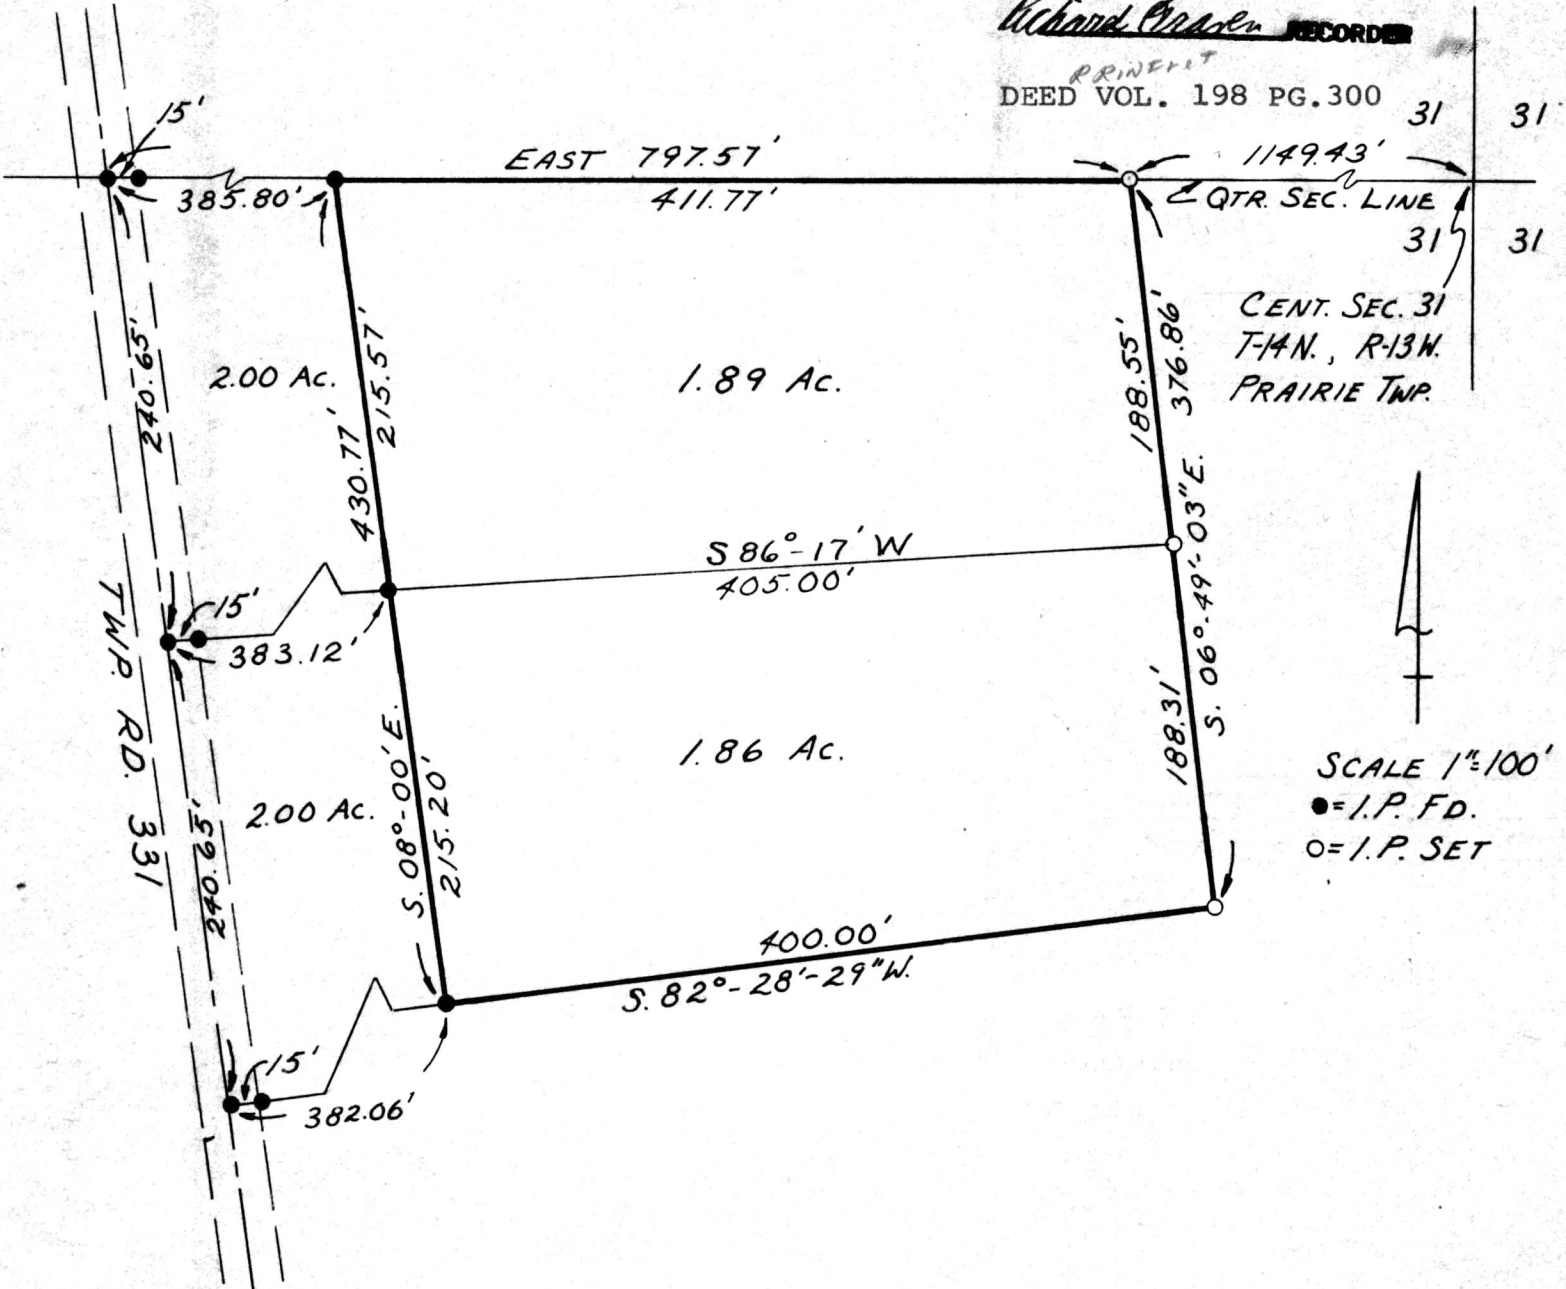 Richard Graven RECORDER
DEED VOL. 198 PG.300
31 31
15'
EAST 797.57'
1149.43'
385.80'
411.77'
QTR. SEC. LINE
31 31
CENT. SEC. 31
T-14N., R-13W.
PRAIRIE TWP.
240.65'
2.00 Ac.
430.77'
215.57'
1.89 Ac.
188.55'
376.86'
S 86°-17' W
405.00'
S. 06°-49'-03"E.
15'
383.12'
TWP. RD. 331
240.65'
2.00 Ac.
S. 08°-00' E.
215.20'
1.86 Ac.
188.31'
SCALE 1"=100'
●=I.P. FD.
○=I.P. SET
400.00'
S. 82°-28'-29"W.
15'
382.06'